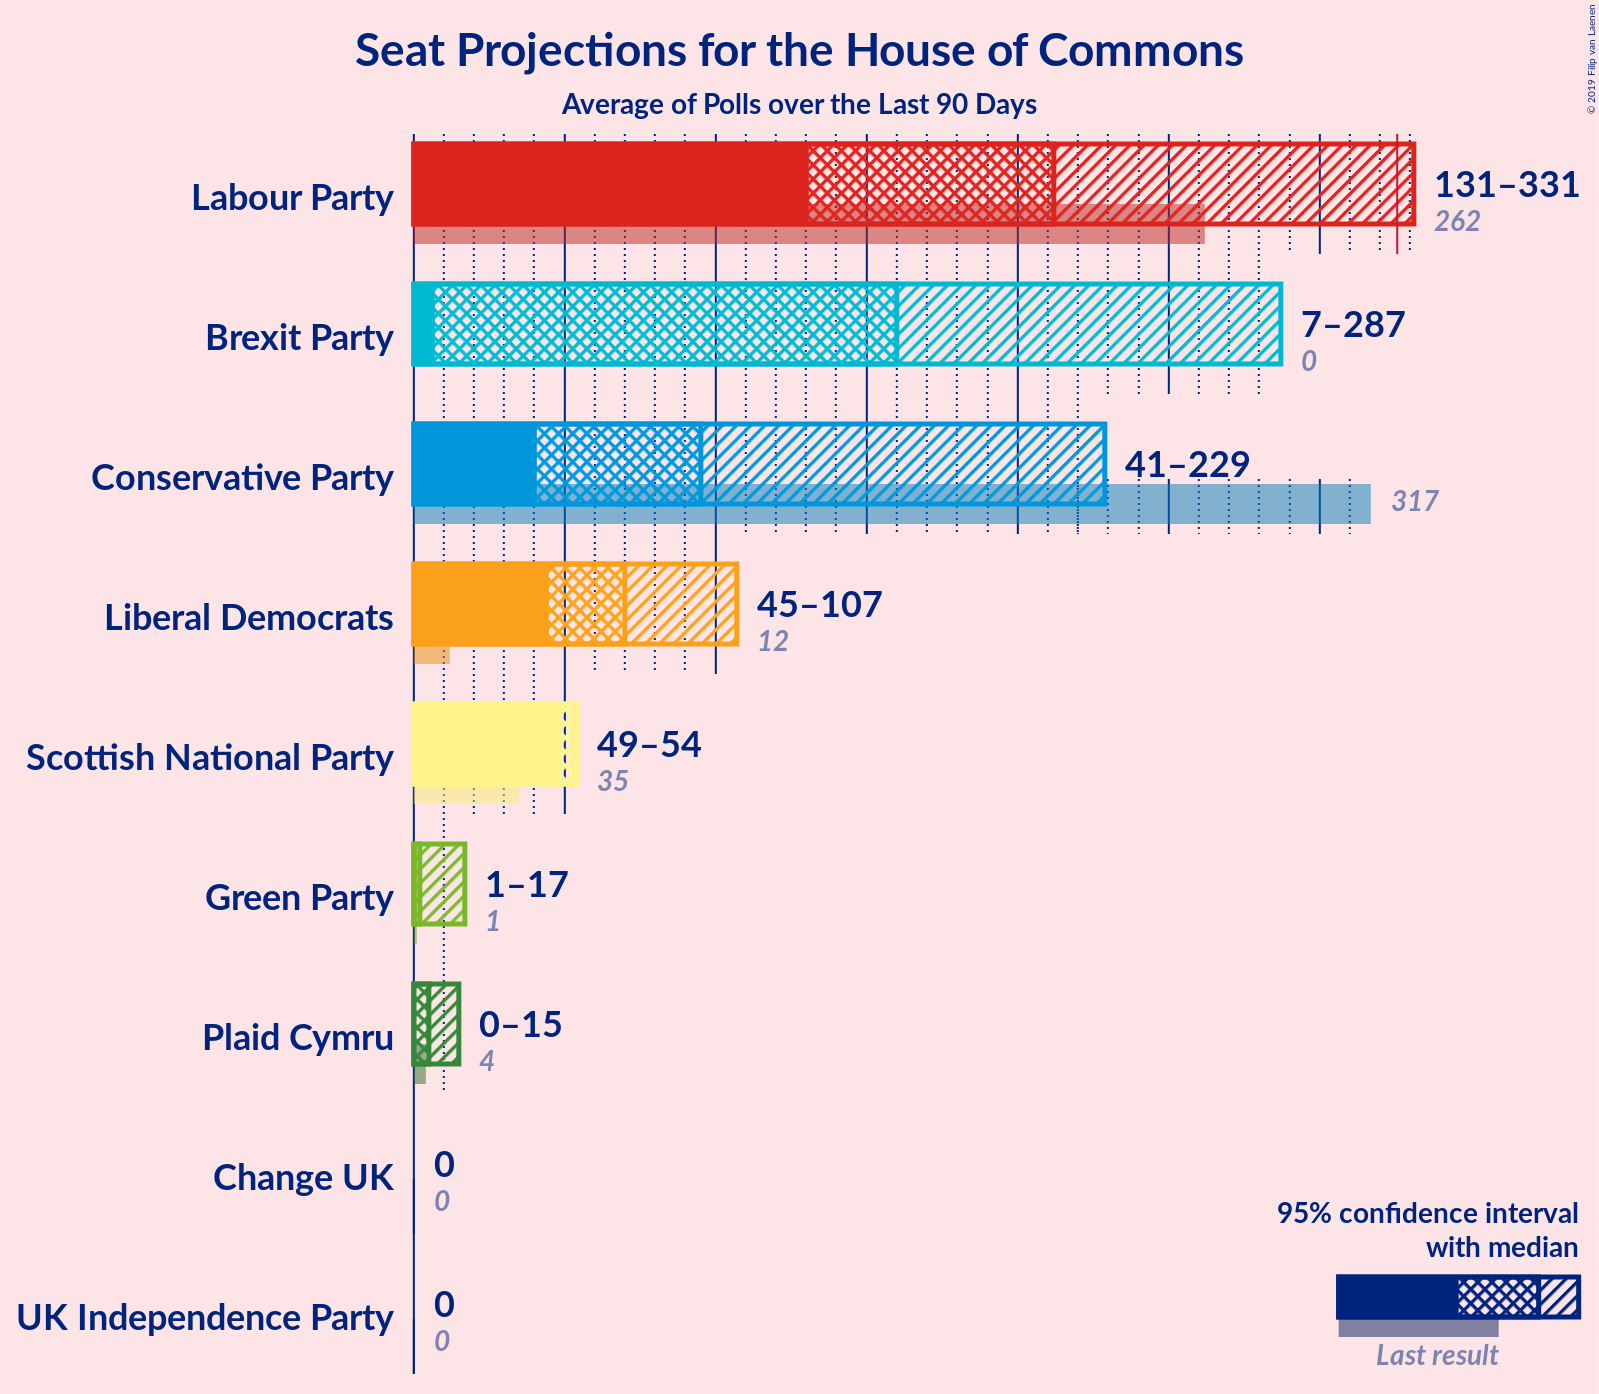 Seat Projections for the House of Commons
Average of Polls over the Last 90 Days
© 2019 Filip van Laenen
Labour Party
131–331
262
Brexit Party
7–287
0
Conservative Party
41–229
317
Liberal Democrats
45–107
12
Scottish National Party
49–54
35
Green Party
1–17
1
Plaid Cymru
0–15
4
Change UK
0
0
UK Independence Party
0
0
95% confidence interval
with median
Last result